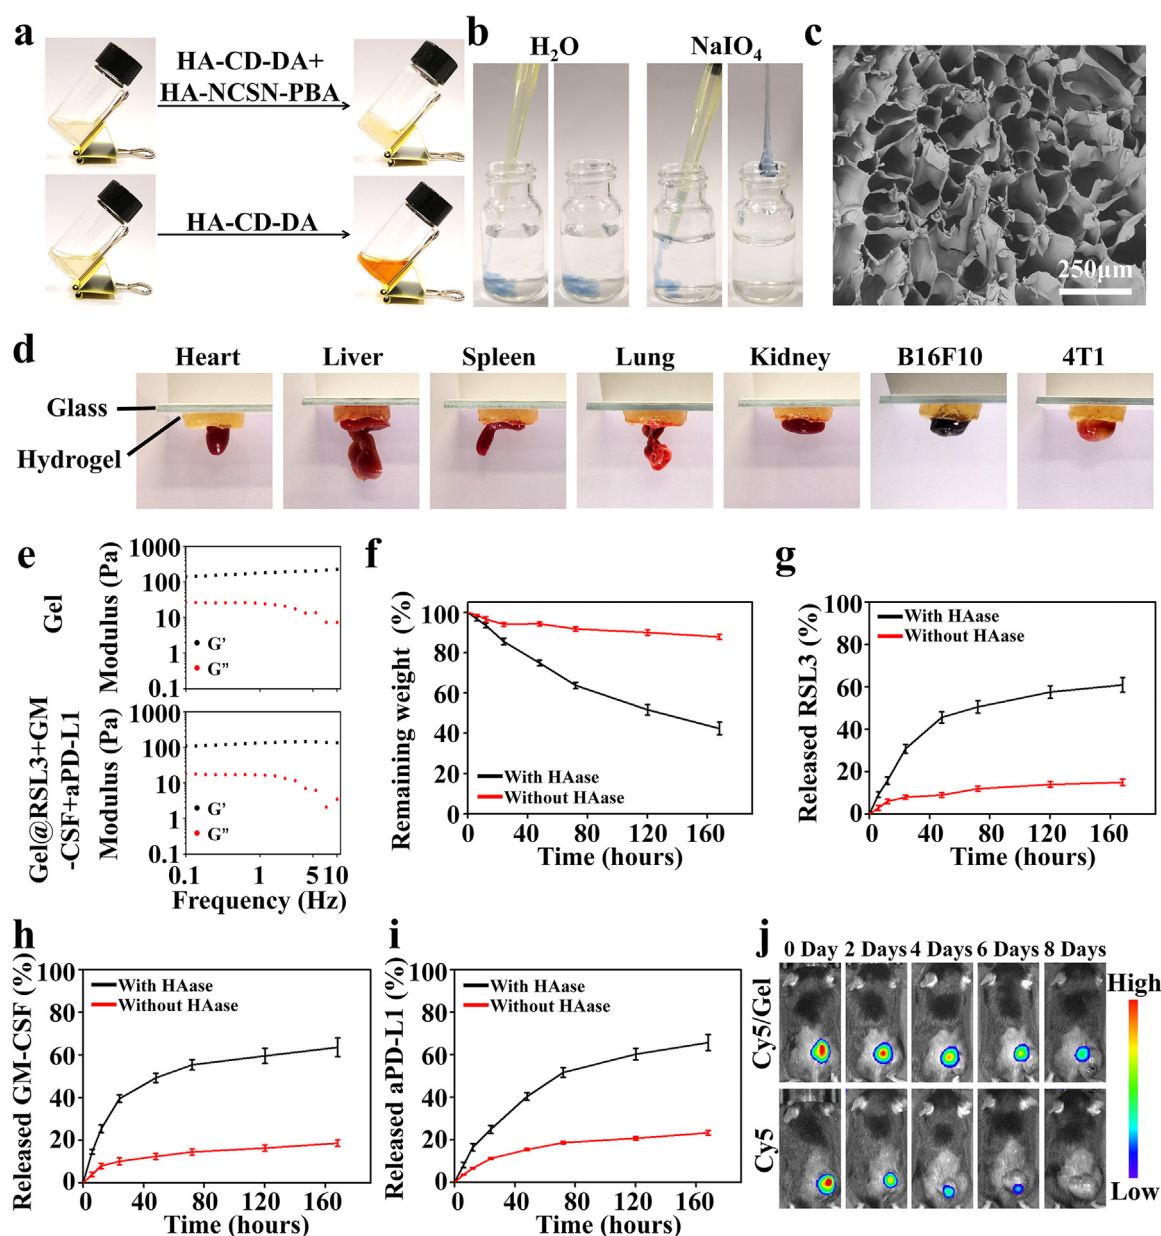 a
HA-CD-DA+
HA-NCSN-PBA
HA-CD-DA
b
H₂O
NaIO₄
c
250μm
d
Heart
Liver
Spleen
Lung
Kidney
B16F10
4T1
Glass
Hydrogel
e
Gel
Modulus (Pa)
1000
100
10
1
0.1
G'
G"
Gel@RSL3+GM
-CSF+aPD-L1
Modulus (Pa)
1000
100
10
1
0.1
G'
G"
0.1
1
5
10
Frequency (Hz)
f
Remaining weight (%)
100
80
60
40
20
0
With HAase
Without HAase
0
40
80
120
160
Time (hours)
g
Released RSL3 (%)
100
80
60
40
20
0
With HAase
Without HAase
0
40
80
120
160
Time (hours)
h
Released GM-CSF (%)
100
80
60
40
20
0
With HAase
Without HAase
0
40
80
120
160
Time (hours)
i
Released aPD-L1 (%)
100
80
60
40
20
0
With HAase
Without HAase
0
40
80
120
160
Time (hours)
j
0 Day
2 Days
4 Days
6 Days
8 Days
Cy5/Gel
Cy5
High
Low